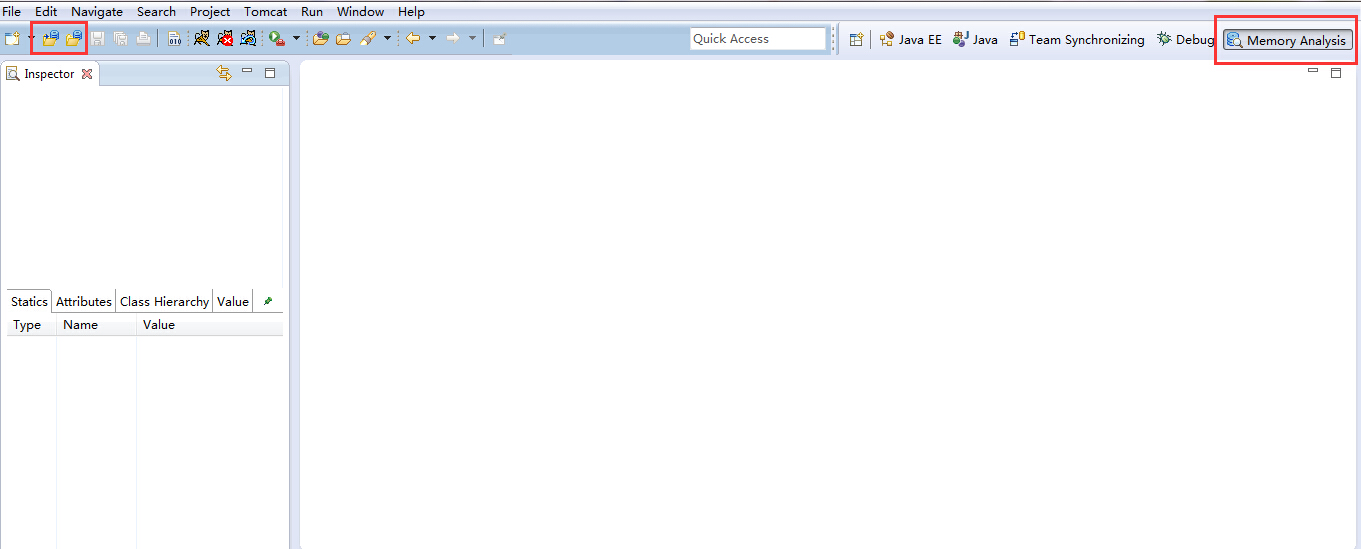 File Edit Navigate Search Project Tomcat Run Window Help
010 Quick Access Java EE Java Team Synchronizing Debug Memory Analysis
Inspector
Statics Attributes Class Hierarchy Value
Type Name Value